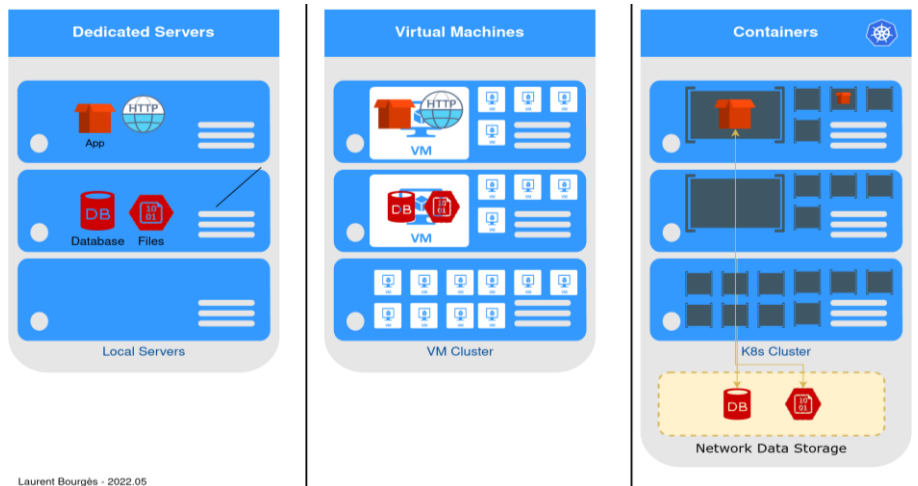 Dedicated Servers
HTTP
App
DB
10
01
Database Files
Local Servers
Virtual Machines
HTTP
VM
DB
10
01
VM
VM Cluster
Containers
K8s Cluster
DB
10
01
Network Data Storage
Laurent Bourgès - 2022.05